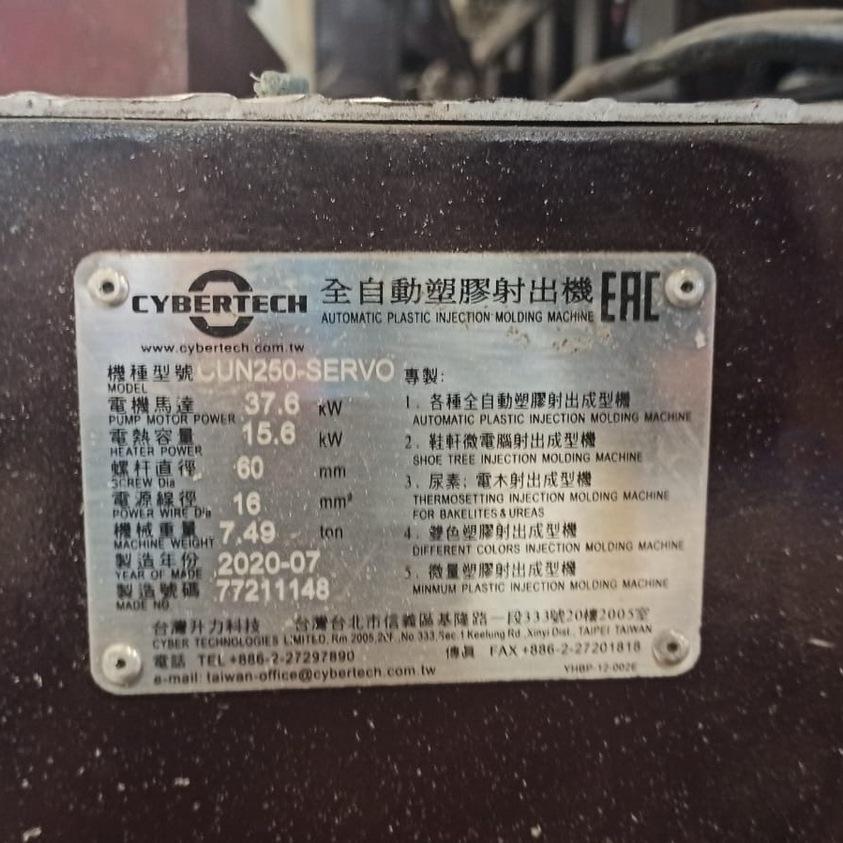 CYBERTECH
www.cybertech.com.tw
全自動塑膠射出機
AUTOMATIC PLASTIC INJECTION MOLDING MACHINE
EAC
機種型號 CUN250-SERVO
MODEL
電機馬達 37.6 kW
PUMP MOTOR POWER
電熱容量 15.6 kW
HEATER POWER
螺杆直徑 60 mm
SCREW Dia
電源線徑 16 mm²
POWER WIRE Dia
機械重量 7.49 ton
MACHINE WEIGHT
製造年份 2020-07
YEAR OF MADE
製造號碼 77211148
MADE NO
專製:
1. 各種全自動塑膠射出成型機
AUTOMATIC PLASTIC INJECTION MOLDING MACHINE
2. 鞋軒微電腦射出成型機
SHOE TREE INJECTION MOLDING MACHINE
3. 尿素; 電木射出成型機
THERMOSETTING INJECTION MOLDING MACHINE
FOR BAKELITES & UREAS
4. 雙色塑膠射出成型機
DIFFERENT COLORS INJECTION MOLDING MACHINE
5. 微量塑膠射出成型機
MINMUM PLASTIC INJECTION MOLDING MACHINE
台灣升力科技 台灣台北市信義區基隆路一段333號20樓2005室
CYBER TECHNOLOGIES LIMITED. Rm 2005, 20F., No.333, Sec.1 Keelung Rd., Xinyi Dist., TAIPEI TAIWAN
電話 TEL +886-2-27297890 傳眞 FAX +886-2-27201818
e-mail: taiwan-office@cybertech.com.tw YHBP-12-002E